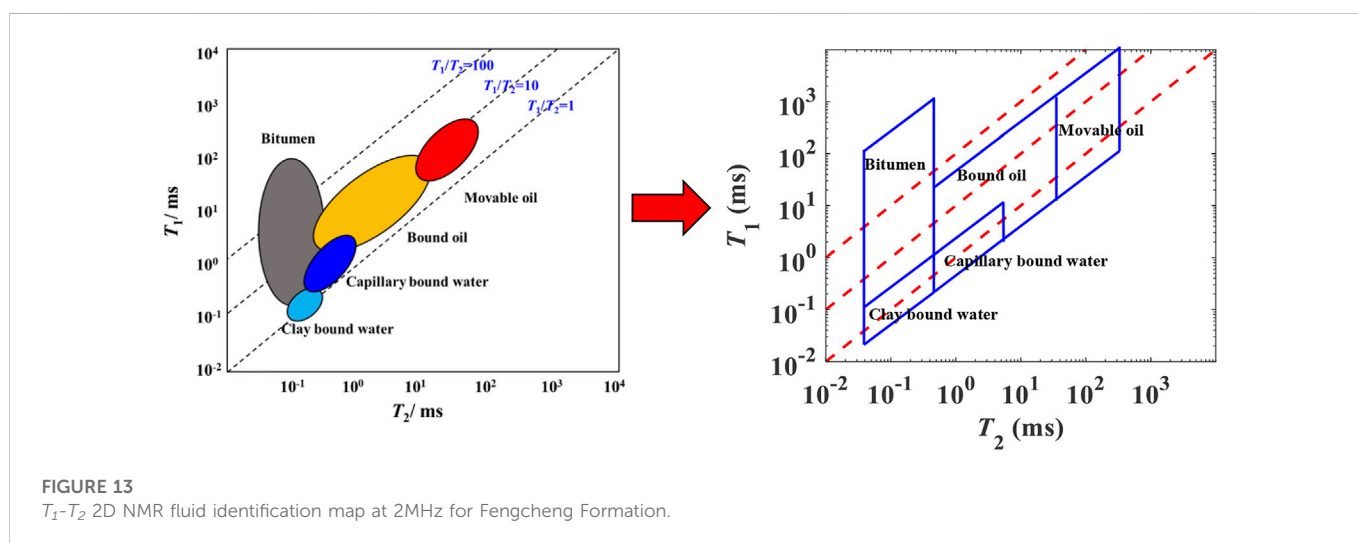 10⁴
10³
10²
10¹
10⁰
10⁻¹
10⁻²
T₁/ ms
T₁/T₂=100
T₁/T₂=10
T₁/T₂=1
Bitumen
Movable oil
Bound oil
Capillary bound water
Clay bound water
10⁻¹ 10⁰ 10¹ 10² 10³ 10⁴
T₂/ ms
10³
10²
10¹
10⁰
10⁻¹
10⁻²
T₁ (ms)
Movable oil
Bitumen
Bound oil
Capillary bound water
Clay bound water
10⁻² 10⁻¹ 10⁰ 10¹ 10² 10³
T₂ (ms)
FIGURE 13
T₁-T₂ 2D NMR fluid identification map at 2MHz for Fengcheng Formation.